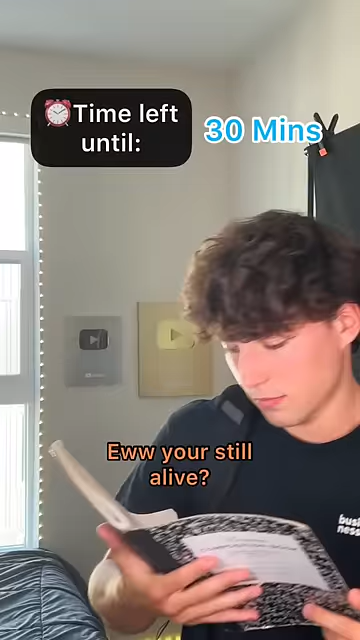 ⏰Time left
until:
30 Mins
Eww your still
alive?
busi
ness